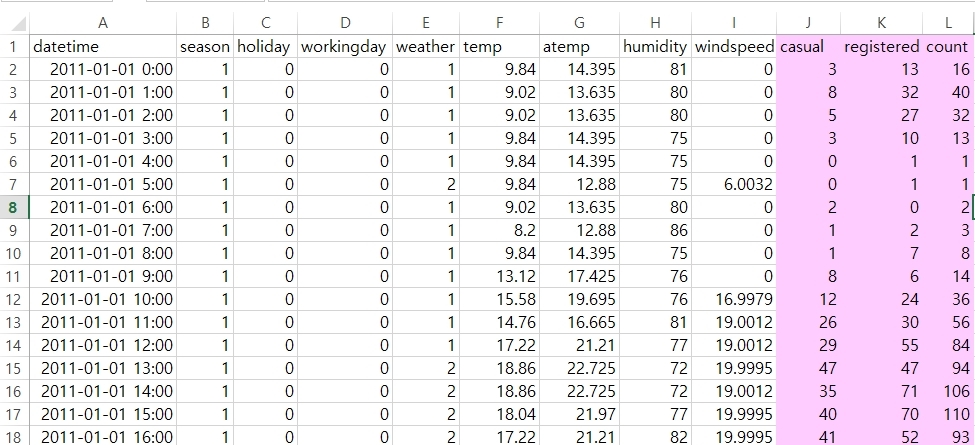 A B C D E F G H I J K L
1 datetime season holiday workingday weather temp atemp humidity windspeed casual registered count
2 2011-01-01 0:00 1 0 0 1 9.84 14.395 81 0 3 13 16
3 2011-01-01 1:00 1 0 0 1 9.02 13.635 80 0 8 32 40
4 2011-01-01 2:00 1 0 0 1 9.02 13.635 80 0 5 27 32
5 2011-01-01 3:00 1 0 0 1 9.84 14.395 75 0 3 10 13
6 2011-01-01 4:00 1 0 0 1 9.84 14.395 75 0 0 1 1
7 2011-01-01 5:00 1 0 0 2 9.84 12.88 75 6.0032 0 1 1
8 2011-01-01 6:00 1 0 0 1 9.02 13.635 80 0 2 0 2
9 2011-01-01 7:00 1 0 0 1 8.2 12.88 86 0 1 2 3
10 2011-01-01 8:00 1 0 0 1 9.84 14.395 75 0 1 7 8
11 2011-01-01 9:00 1 0 0 1 13.12 17.425 76 0 8 6 14
12 2011-01-01 10:00 1 0 0 1 15.58 19.695 76 16.9979 12 24 36
13 2011-01-01 11:00 1 0 0 1 14.76 16.665 81 19.0012 26 30 56
14 2011-01-01 12:00 1 0 0 1 17.22 21.21 77 19.0012 29 55 84
15 2011-01-01 13:00 1 0 0 2 18.86 22.725 72 19.9995 47 47 94
16 2011-01-01 14:00 1 0 0 2 18.86 22.725 72 19.0012 35 71 106
17 2011-01-01 15:00 1 0 0 2 18.04 21.97 77 19.9995 40 70 110
18 2011-01-01 16:00 1 0 0 2 17.22 21.21 82 19.9995 41 52 93